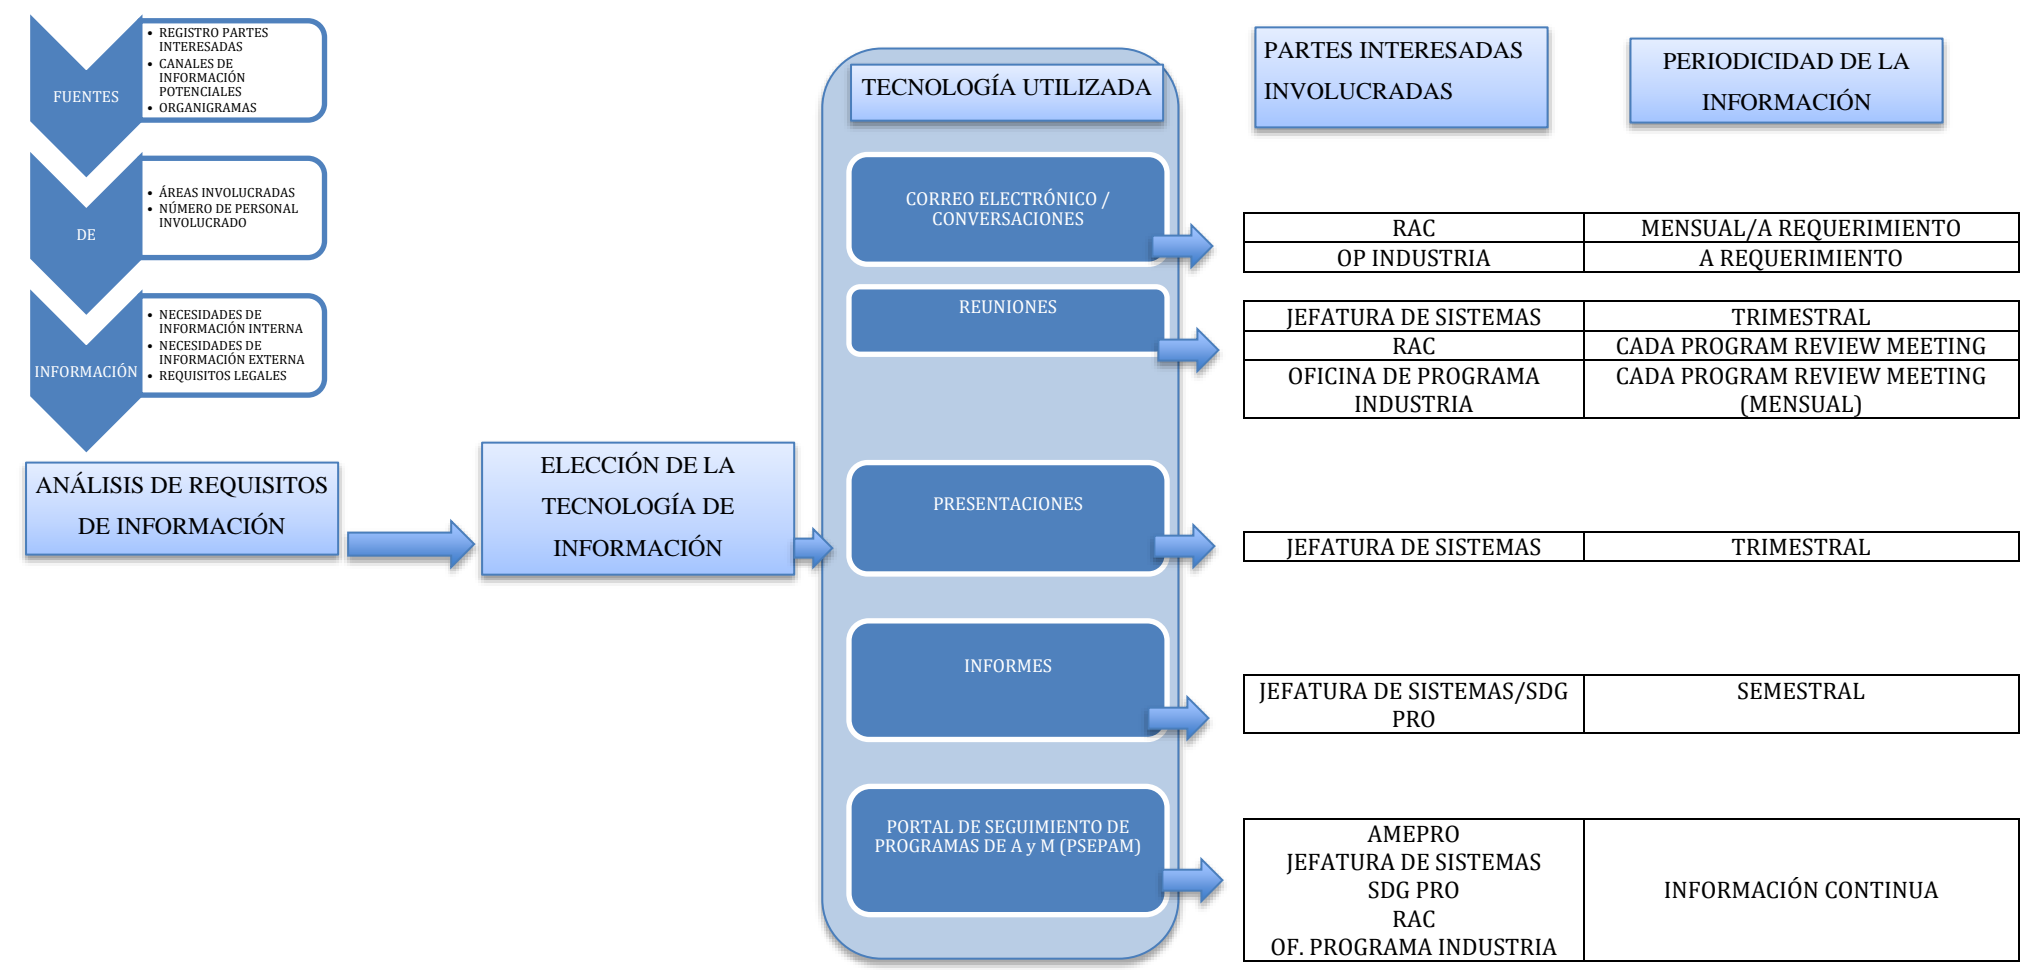 FUENTES
• REGISTRO PARTES
INTERESADAS
• CANALES DE
INFORMACIÓN
POTENCIALES
• ORGANIGRAMAS
DE
• ÁREAS INVOLUCRADAS
• NÚMERO DE PERSONAL
INVOLUCRADO
INFORMACIÓN
• NECESIDADES DE
INFORMACIÓN INTERNA
• NECESIDADES DE
INFORMACIÓN EXTERNA
• REQUISITOS LEGALES
ANÁLISIS DE REQUISITOS
DE INFORMACIÓN
ELECCIÓN DE LA
TECNOLOGÍA DE
INFORMACIÓN
TECNOLOGÍA UTILIZADA
PARTES INTERESADAS
INVOLUCRADAS
PERIODICIDAD DE LA
INFORMACIÓN
CORREO ELECTRÓNICO /
CONVERSACIONES
RAC MENSUAL/A REQUERIMIENTO
OP INDUSTRIA A REQUERIMIENTO
REUNIONES
JEFATURA DE SISTEMAS TRIMESTRAL
RAC CADA PROGRAM REVIEW MEETING
OFICINA DE PROGRAMA CADA PROGRAM REVIEW MEETING
INDUSTRIA (MENSUAL)
PRESENTACIONES
JEFATURA DE SISTEMAS TRIMESTRAL
INFORMES
JEFATURA DE SISTEMAS/SDG SEMESTRAL
PRO
PORTAL DE SEGUIMIENTO DE
PROGRAMAS DE A y M (PSEPAM)
AMEPRO
JEFATURA DE SISTEMAS
SDG PRO INFORMACIÓN CONTINUA
RAC
OF. PROGRAMA INDUSTRIA